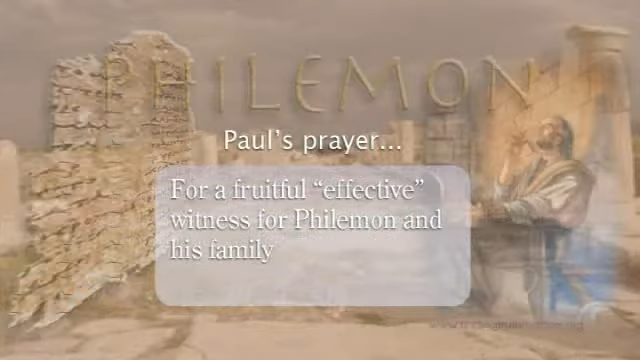 PHILEMON
Paul's prayer...
For a fruitful “effective”
witness for Philemon and
his family